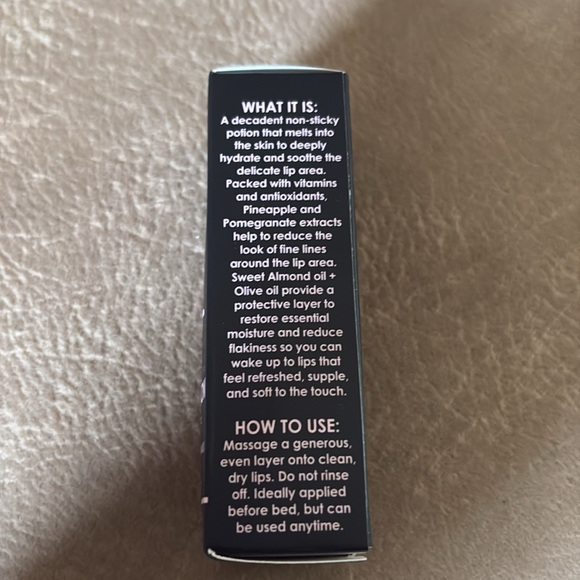 WHAT IT IS:
A decadent non-sticky
potion that melts into
the skin to deeply
hydrate and soothe the
delicate lip area.
Packed with vitamins
and antioxidants,
Pineapple and
Pomegranate extracts
help to reduce the
look of fine lines
around the lip area.
Sweet Almond oil +
Olive oil provide a
protective layer to
restore essential
moisture and reduce
flakiness so you can
wake up to lips that
feel refreshed, supple,
and soft to the touch.
HOW TO USE:
Massage a generous,
even layer onto clean,
dry lips. Do not rinse
off. Ideally applied
before bed, but can
be used anytime.